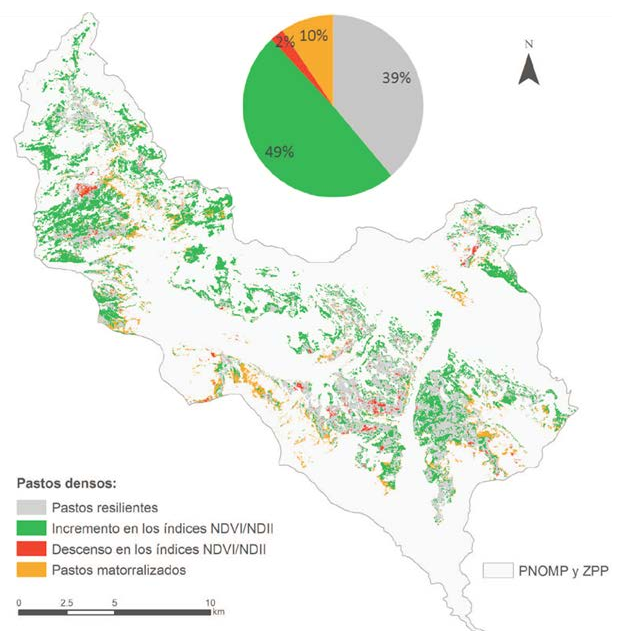 2%
10%
39%
49%
N
Pastos densos:
Pastos resilientes
Incremento en los índices NDVI/NDII
Descenso en los índices NDVI/NDII
Pastos matorralizados
PNOMP y ZPP
0 2.5 5 10
km